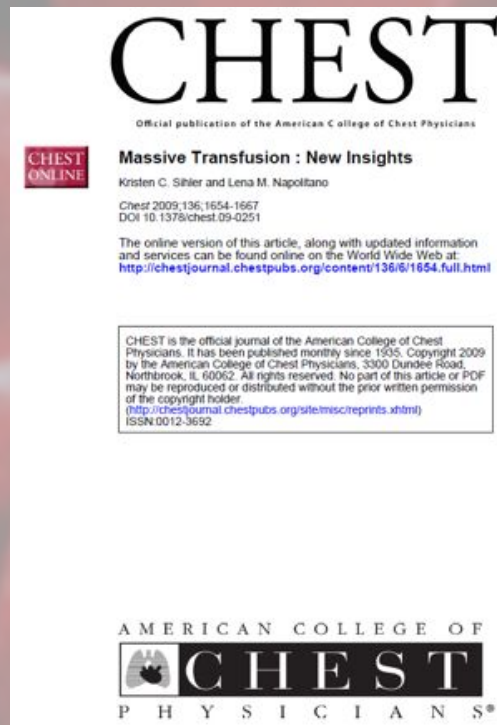 CHEST
Official publication of the American C ollege of Chest Physicians
CHEST
ONLINE
Massive Transfusion : New Insights
Kristen C. Sihler and Lena M. Napolitano
Chest 2009;136;1654-1667
DOI 10.1378/chest.09-0251
The online version of this article, along with updated information
and services can be found online on the World Wide Web at:
http://chestjournal.chestpubs.org/content/136/6/1654.full.html
CHEST is the official journal of the American College of Chest
Physicians. It has been published monthly since 1935. Copyright 2009
by the American College of Chest Physicians, 3300 Dundee Road,
Northbrook, IL 60062. All rights reserved. No part of this article or PDF
may be reproduced or distributed without the prior written permission
of the copyright holder.
(http://chestjournal.chestpubs.org/site/misc/reprints.xhtml)
ISSN:0012-3692
AMERICAN COLLEGE OF
CHEST
PHYSICIANS®